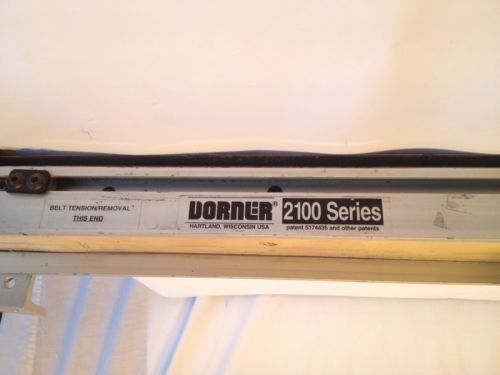 BELT TENSION/REMOVAL
THIS END
DORNER 2100 Series
HARTLAND, WISCONSIN USA patent 5174435 and other patents